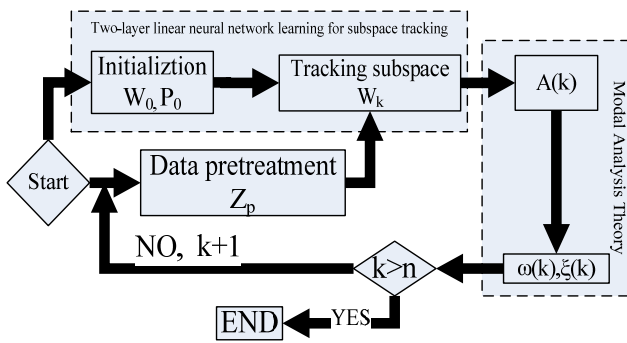 Two-layer linear neural network learning for subspace tracking
Initializtion
W₀, P₀
Tracking subspace
Wₖ
A(k)
Modal Analysis Theory
Start
Data pretreatment
Zₚ
NO, k+1
k>n
ω(k),ξ(k)
END
YES